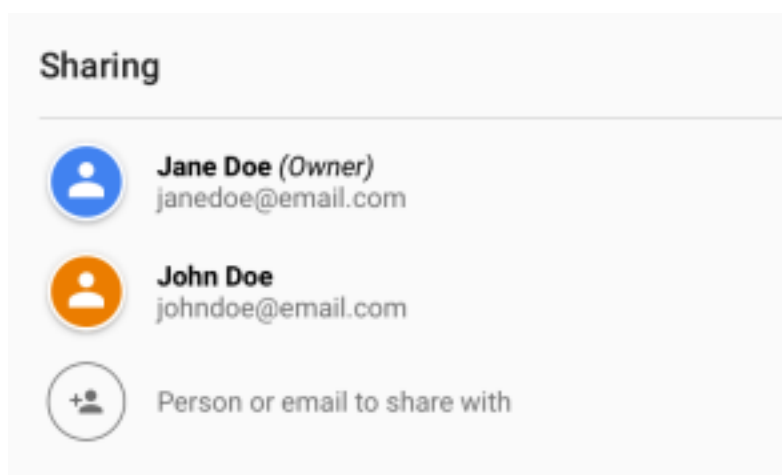 Sharing
Jane Doe (Owner)
janedoe@email.com
John Doe
johndoe@email.com
Person or email to share with